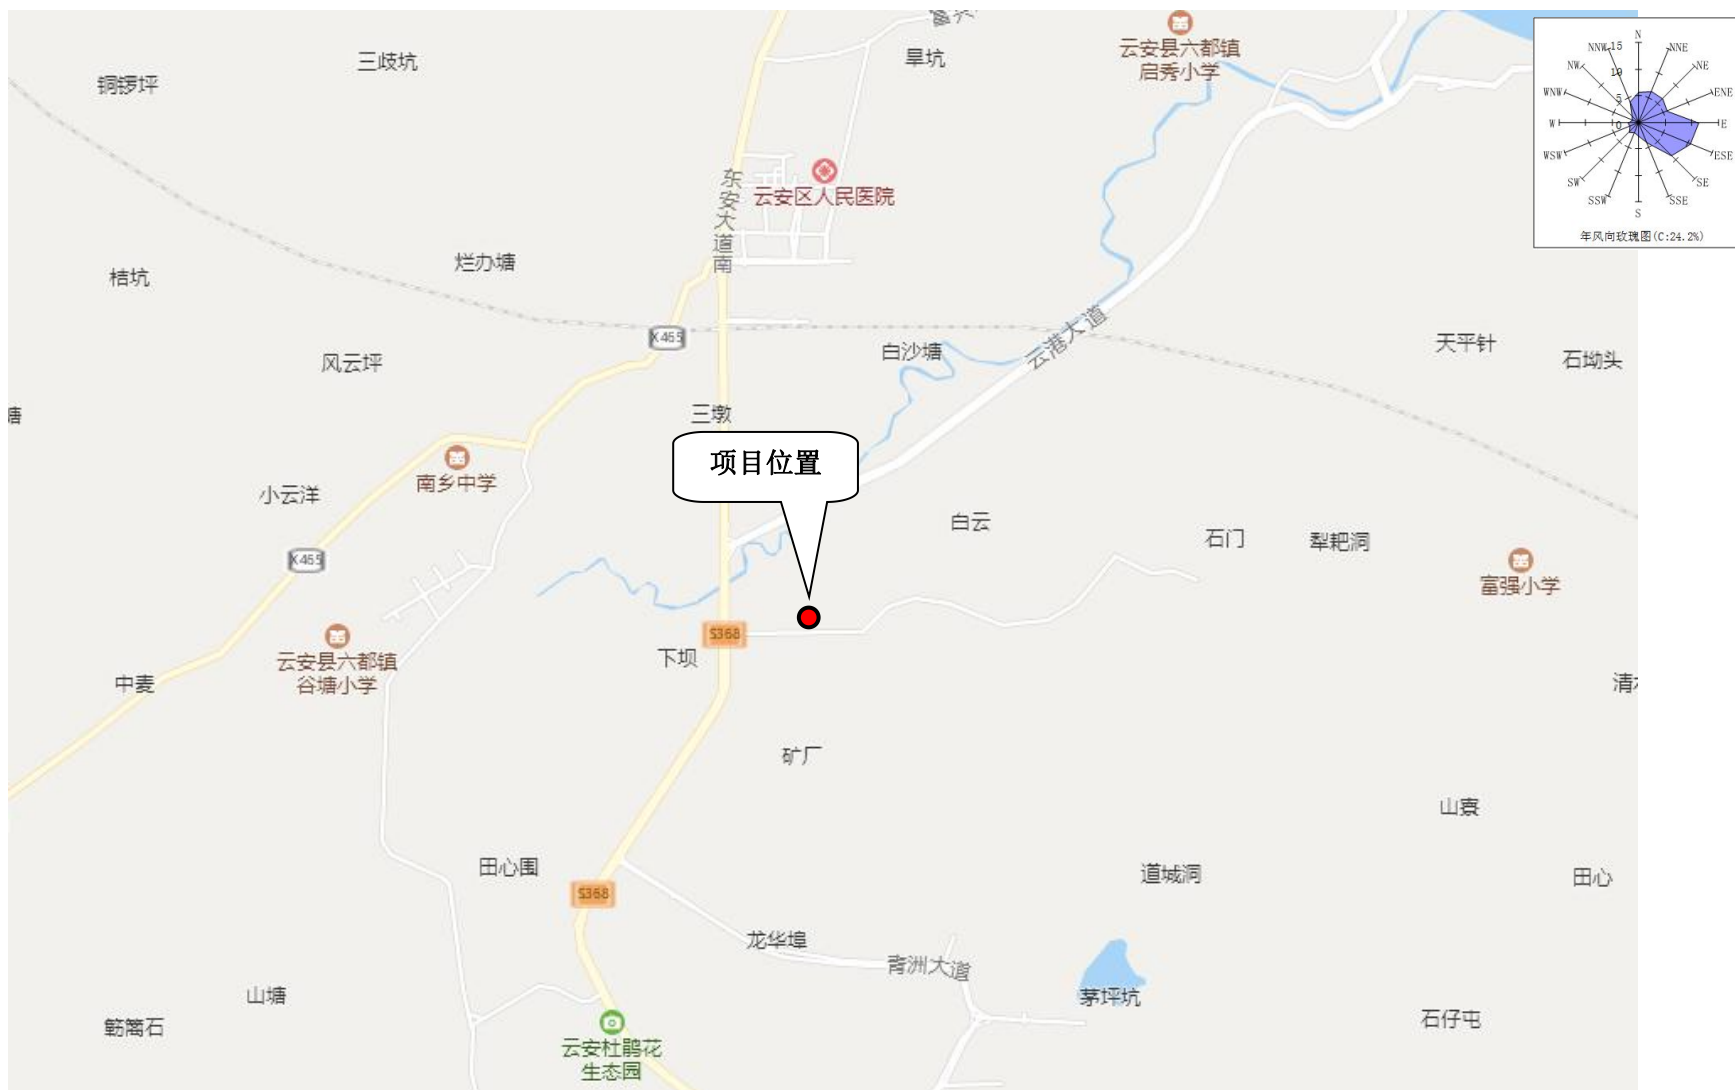 三歧坑
铜锣坪
旱坑
云安县六都镇
启秀小学
东安大道南
云安区人民医院
桔坑
烂办塘
X465
云港大道
白沙塘
天平针
石坳头
风云坪
三墩
塘
项目位置
南乡中学
小云洋
白云
石门
犁耙洞
X465
富强小学
云安县六都镇
谷塘小学
S368
下坝
中麦
矿厂
山寮
田心围
道城洞
田心
S368
龙华埠
青洲大道
茅坪坑
山塘
簕篱石
石仔屯
云安杜鹃花
生态园
N
NNE
NE
ENE
E
ESE
SE
SSE
S
SSW
SW
WSW
W
WNW
NW
NNW
15
10
5
0
年风向玫瑰图(C:24.2%)